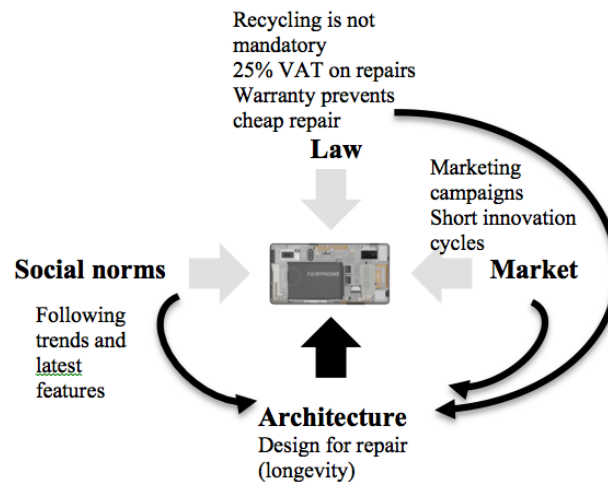 Recycling is not
mandatory
25% VAT on repairs
Warranty prevents
cheap repair
Law
Marketing
campaigns
Short innovation
cycles
Social norms
FAIRPHONE
Market
Following
trends and
latest
features
Architecture
Design for repair
(longevity)